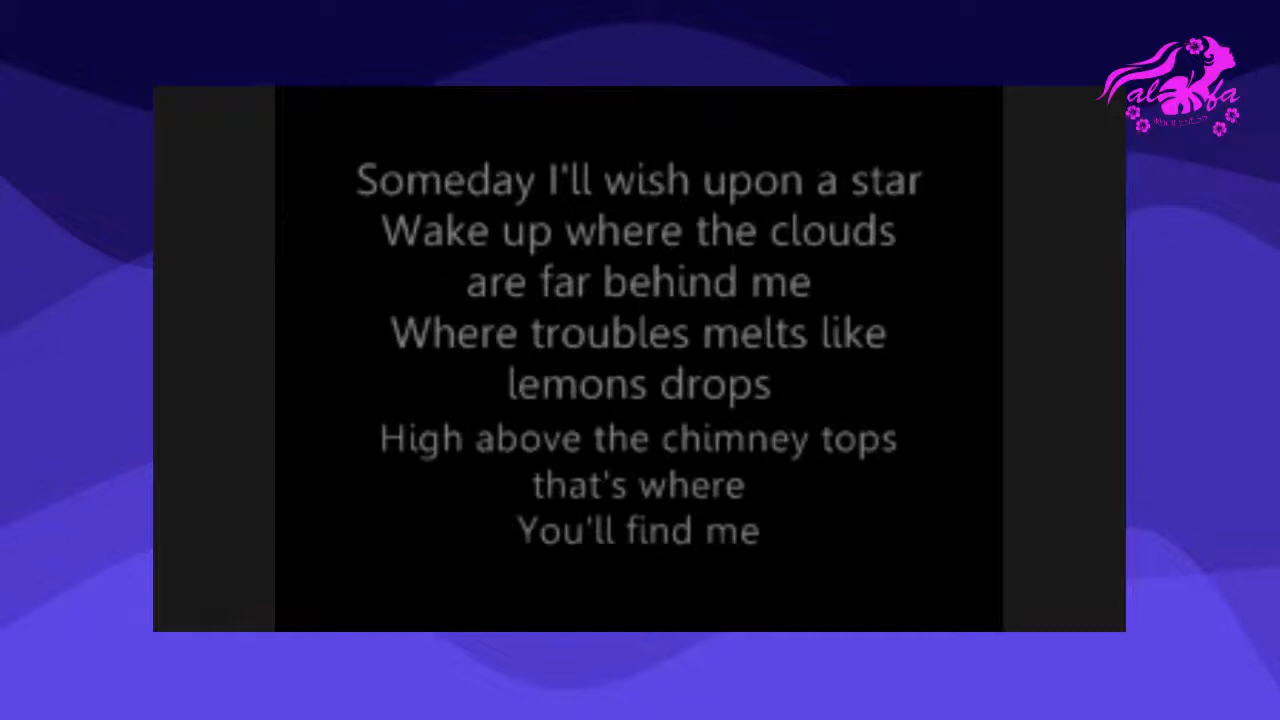 Someday I'll wish upon a star
Wake up where the clouds
are far behind me
Where troubles melts like
lemons drops
High above the chimney tops
that's where
You'll find me